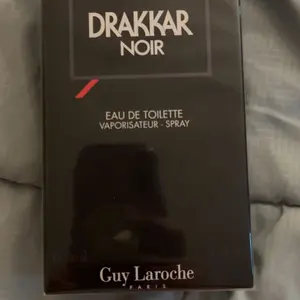 DRAKKAR
NOIR
EAU DE TOILETTE
VAPORISATEUR - SPRAY
Guy Laroche
PARIS